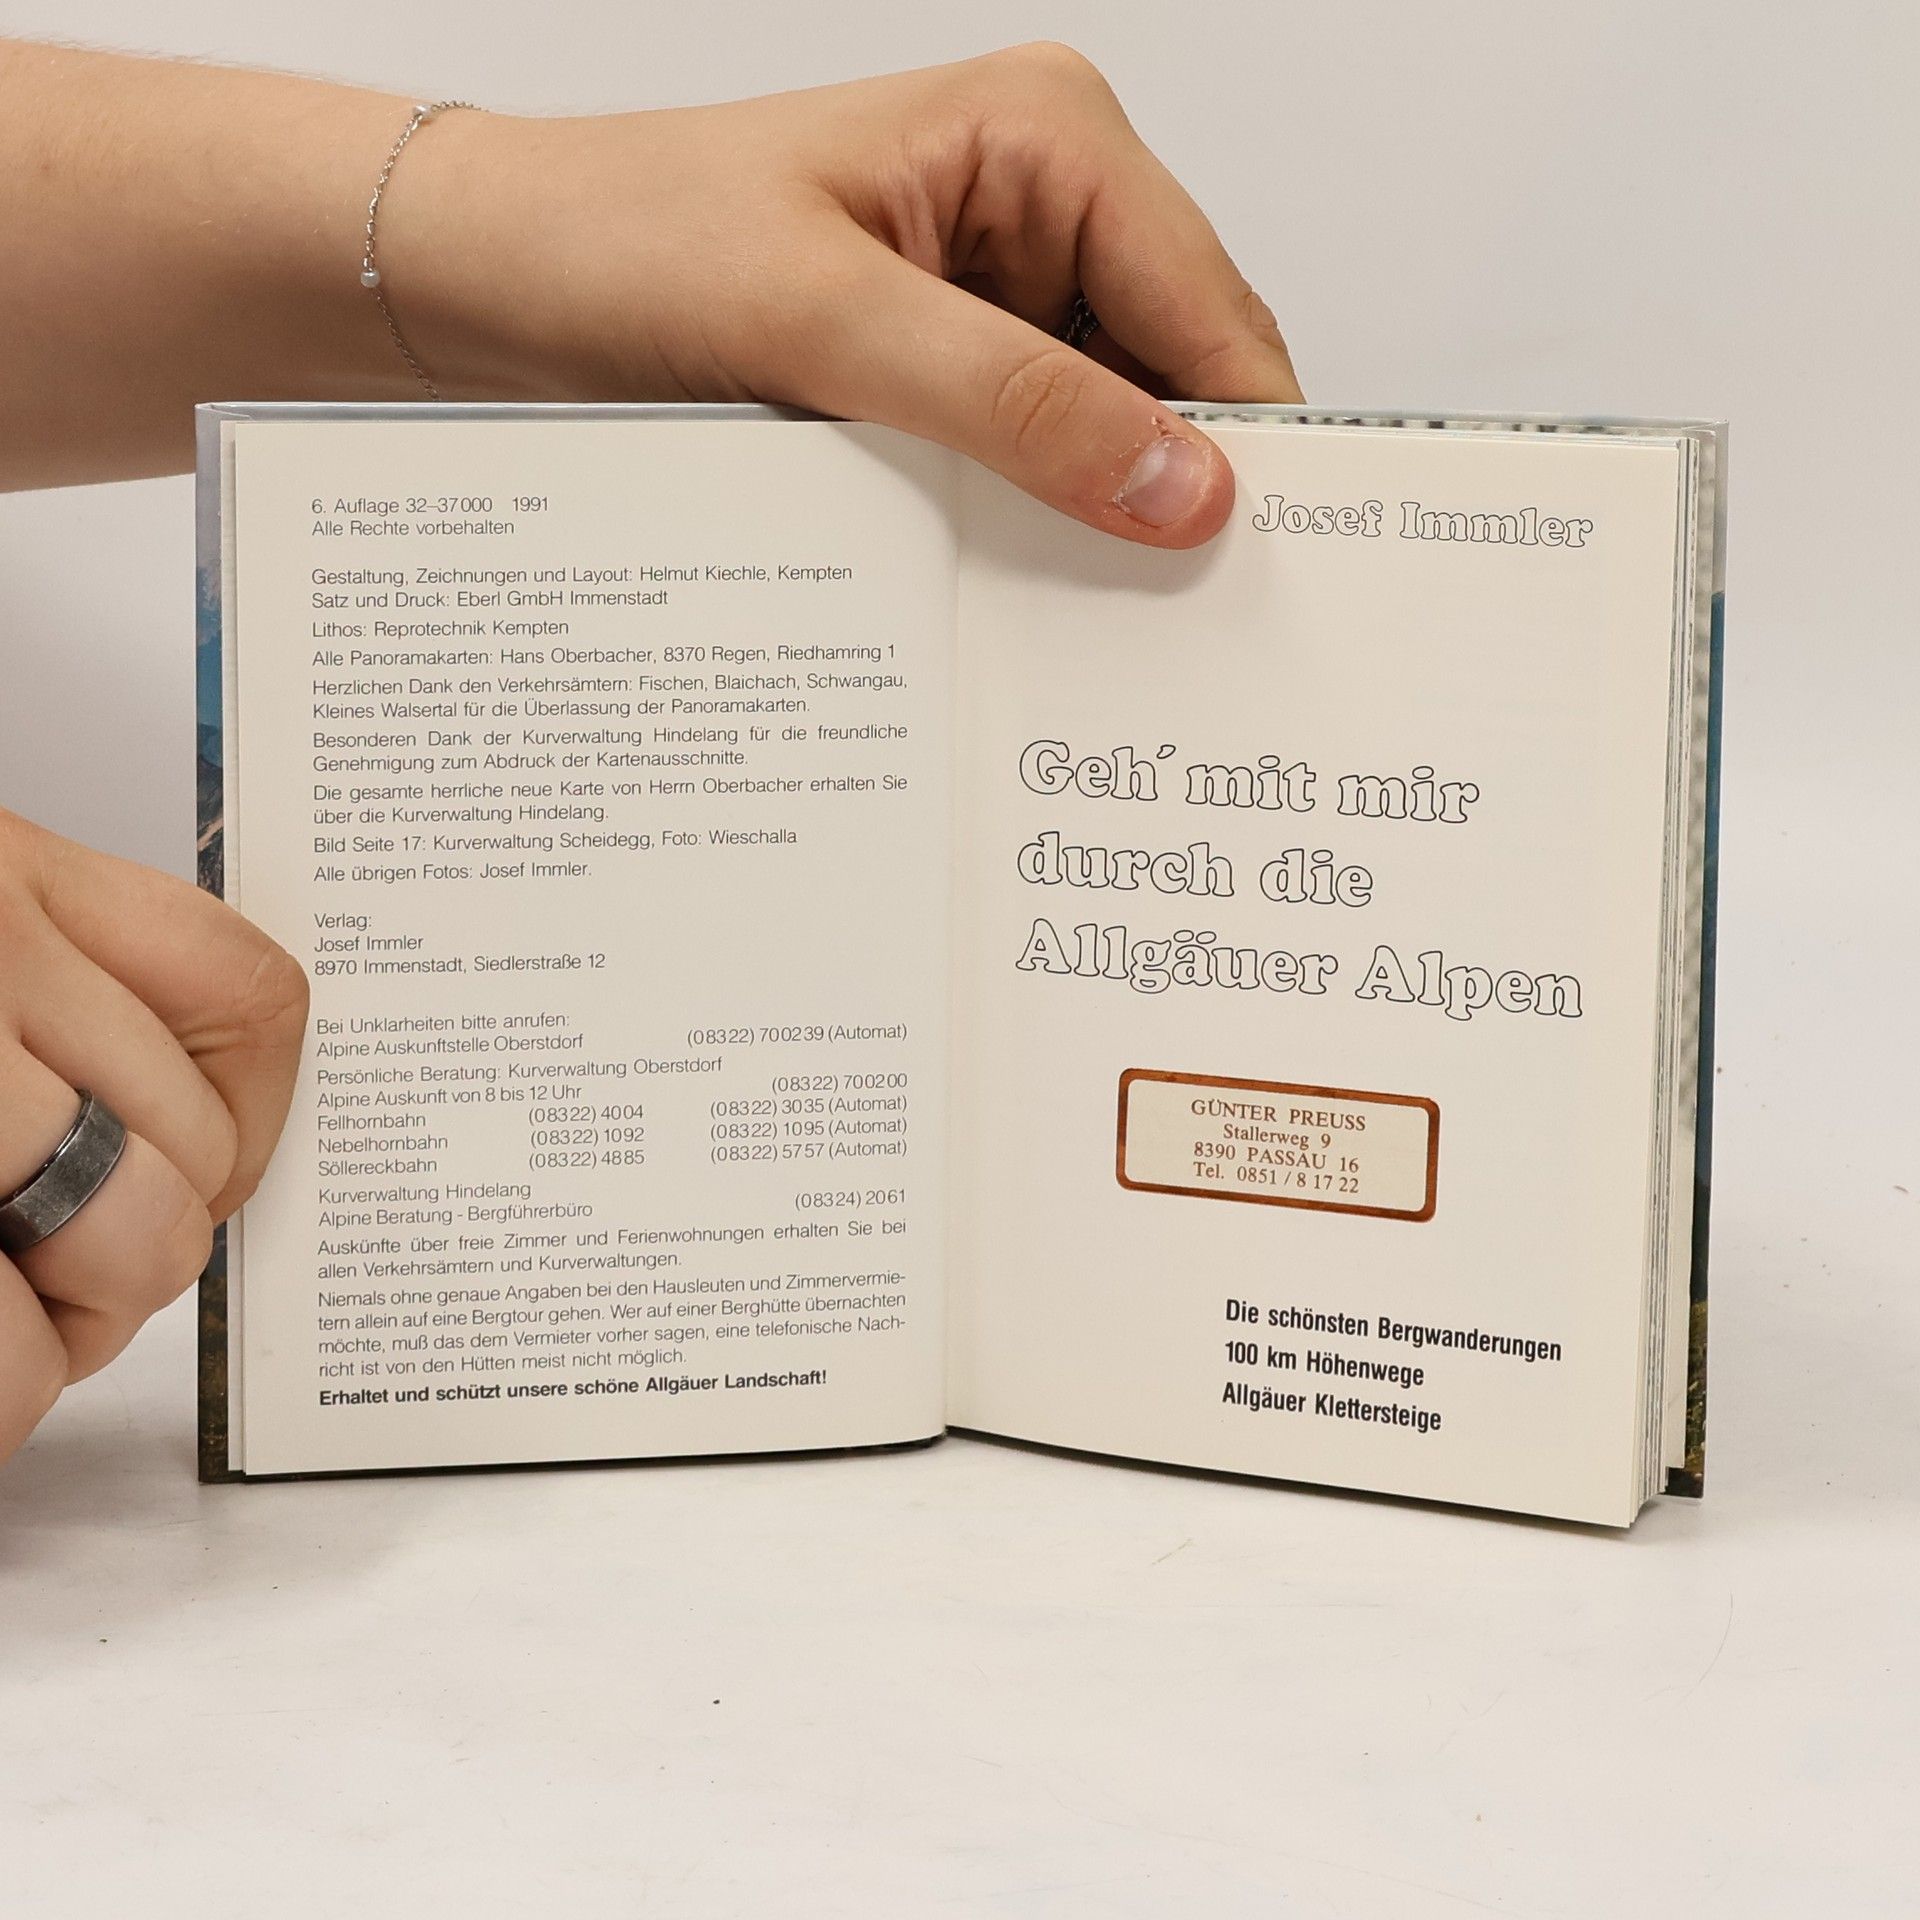 6. Auflage 32–37000 1991
Alle Rechte vorbehalten
Gestaltung, Zeichnungen und Layout: Helmut Kiechle, Kempten
Satz und Druck: Eberl GmbH Immenstadt
Lithos: Reprotechnik Kempten
Alle Panoramakarten: Hans Oberbacher, 8370 Regen, Riedhamring 1
Herzlichen Dank den Verkehrsämtern: Fischen, Blaichach, Schwangau,
Kleines Walsertal für die Überlassung der Panoramakarten.
Besonderen Dank der Kurverwaltung Hindelang für die freundliche
Genehmigung zum Abdruck der Kartenausschnitte.
Die gesamte herrliche neue Karte von Herrn Oberbacher erhalten Sie
über die Kurverwaltung Hindelang.
Bild Seite 17: Kurverwaltung Scheidegg, Foto: Wieschalla
Alle übrigen Fotos: Josef Immler.
Verlag:
Josef Immler
8970 Immenstadt, Siedlerstraße 12
Bei Unklarheiten bitte anrufen:
Alpine Auskunftstelle Oberstdorf (08322) 700239 (Automat)
Persönliche Beratung: Kurverwaltung Oberstdorf
Alpine Auskunft von 8 bis 12 Uhr (08322) 700200
Fellhornbahn (08322) 4004 (08322) 3035 (Automat)
Nebelhornbahn (08322) 1092 (08322) 1095 (Automat)
Söllereckbahn (08322) 4885 (08322) 5757 (Automat)
Kurverwaltung Hindelang
Alpine Beratung - Bergführerbüro (08324) 2061
Auskünfte über freie Zimmer und Ferienwohnungen erhalten Sie bei
allen Verkehrsämtern und Kurverwaltungen.
Niemals ohne genaue Angaben bei den Hausleuten und Zimmervermie-
tern allein auf eine Bergtour gehen. Wer auf einer Berghütte übernachten
möchte, muß das dem Vermieter vorher sagen, eine telefonische Nach-
richt ist von den Hütten meist nicht möglich.
Erhaltet und schützt unsere schöne Allgäuer Landschaft!
Josef Immler
Geh' mit mir
durch die
Allgäuer Alpen
GÜNTER PREUSS
Stallerweg 9
8390 PASSAU 16
Tel. 0851 / 8 17 22
Die schönsten Bergwanderungen
100 km Höhenwege
Allgäuer Klettersteige